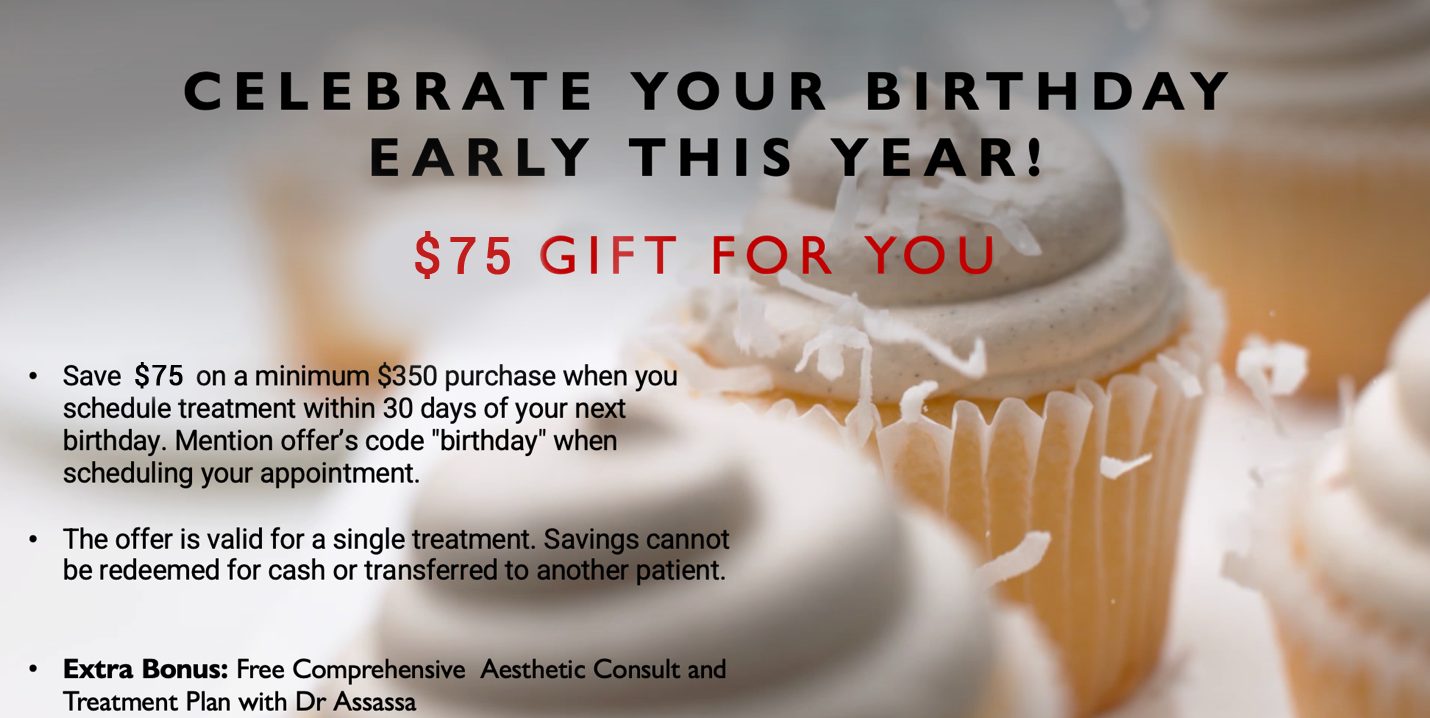 CELEBRATE YOUR BIRTHDAY
EARLY THIS YEAR!
$75 GIFT FOR YOU
• Save $75 on a minimum $350 purchase when you
schedule treatment within 30 days of your next
birthday. Mention offer’s code "birthday" when
scheduling your appointment.
• The offer is valid for a single treatment. Savings cannot
be redeemed for cash or transferred to another patient.
• Extra Bonus: Free Comprehensive Aesthetic Consult and
Treatment Plan with Dr Assassa